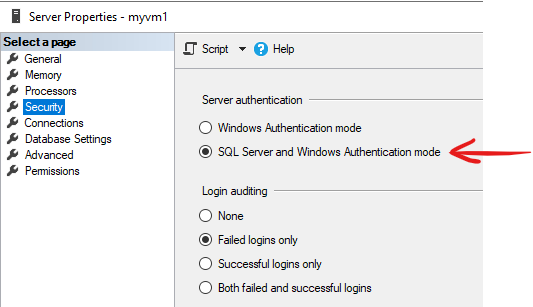 Server Properties - myvm1
Select a page
General
Memory
Processors
Security
Connections
Database Settings
Advanced
Permissions
Script
Help
Server authentication
Windows Authentication mode
SQL Server and Windows Authentication mode
Login auditing
None
Failed logins only
Successful logins only
Both failed and successful logins